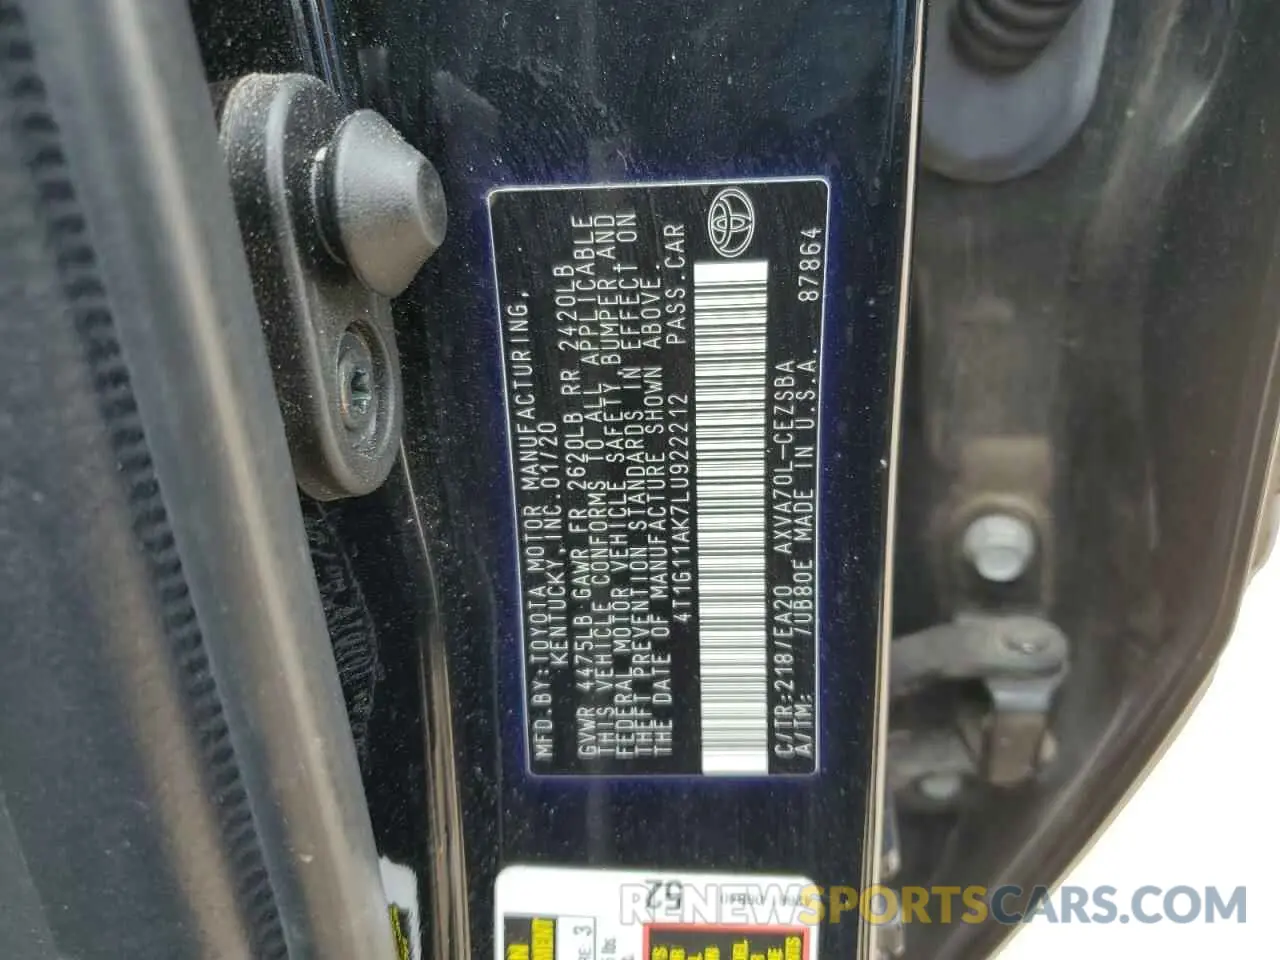 MFD.BY:TOYOTA MOTOR MANUFACTURING,
KENTUCKY,INC.01/20
GVWR 4475LB GAWR FR 2620LB RR 2420LB
THIS VEHICLE CONFORMS TO ALL APPLICABLE
FEDERAL MOTOR VEHICLE SAFETY BUMPER,AND
THEFT PREVENTION STANDARDS IN EFFECT ON
THE DATE OF MANUFACTURE SHOWN ABOVE.
4T1G11AK7LU922212 PASS.CAR
C/TR:218/EA20 AXVA70L-CEZSBA
A/TM: /UB80E MADE IN U.S.A. 87864
52
RENEWSPORTSCARS.COM